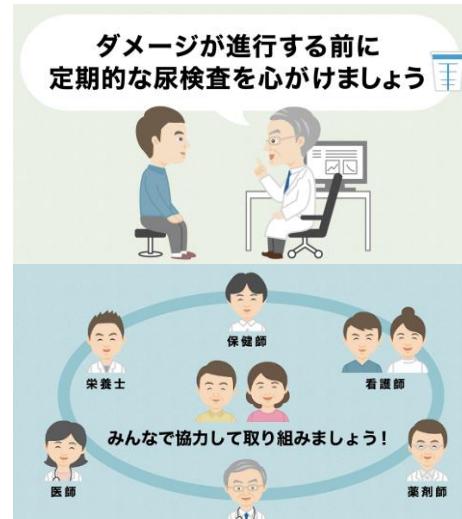 ダメージが進行する前に
定期的な尿検査を心がけましょう
保健師
栄養士
看護師
みんなで協力して取り組みましょう!
医師
薬剤師